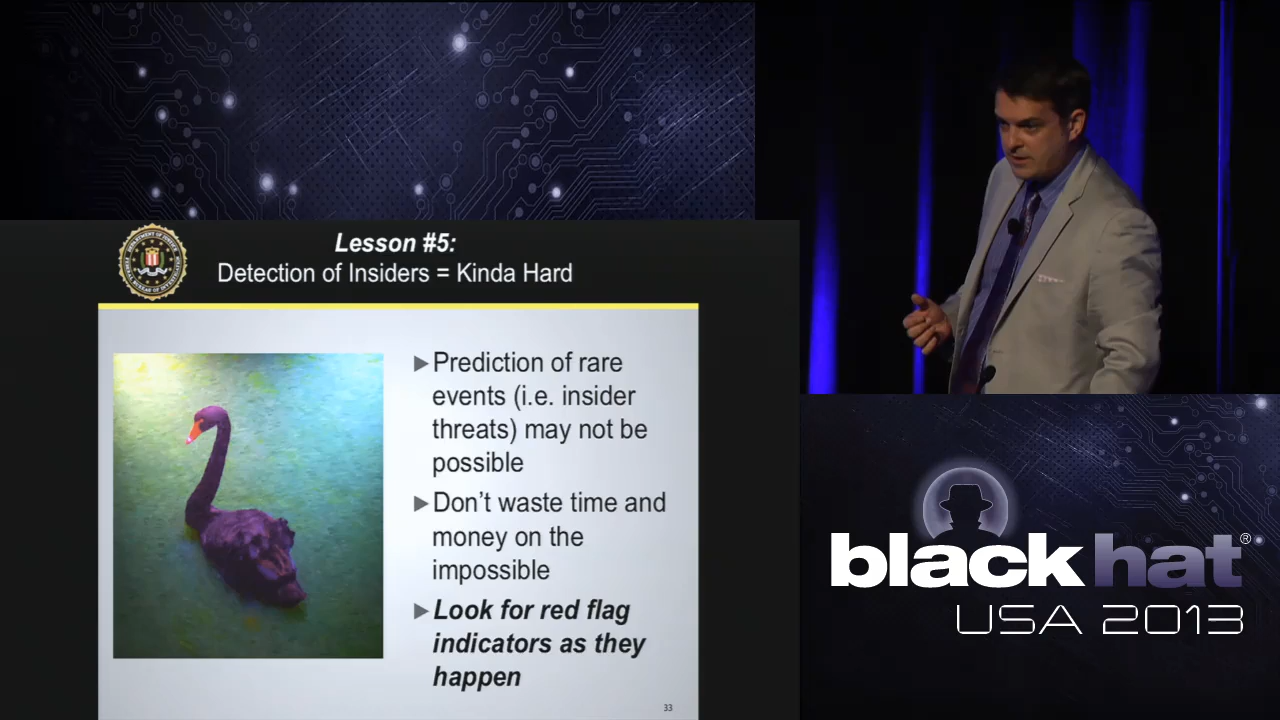 Lesson #5:
Detection of Insiders = Kinda Hard
▶Prediction of rare
events (i.e. insider
threats) may not be
possible
▶Don't waste time and
money on the
impossible
▶Look for red flag
indicators as they
happen
33
black hat®
USA 2013